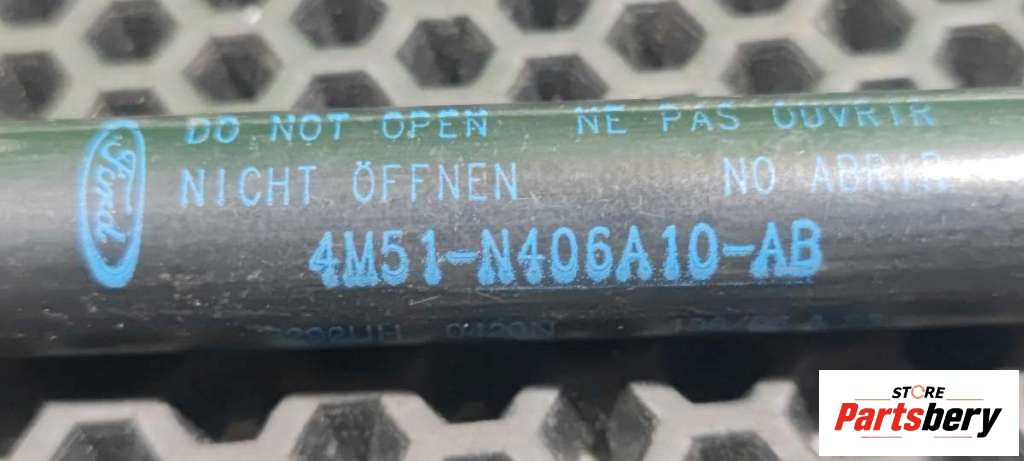 Ford
DO NOT OPEN NE PAS OUVRIR
NICHT ÖFFNEN NO ABRIR
4M51-N406A10-AB
STORE
Partsbery